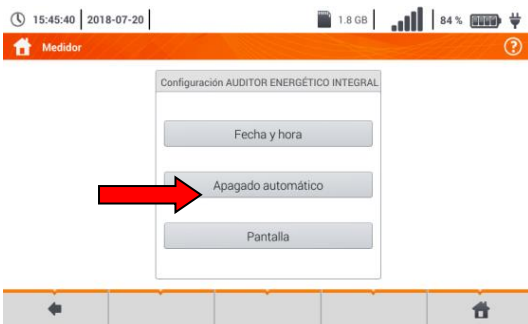 15:45:40 2018-07-20 1.8 GB 84 %
Medidor ?
Configuración AUDITOR ENERGÉTICO INTEGRAL
Fecha y hora
Apagado automático
Pantalla